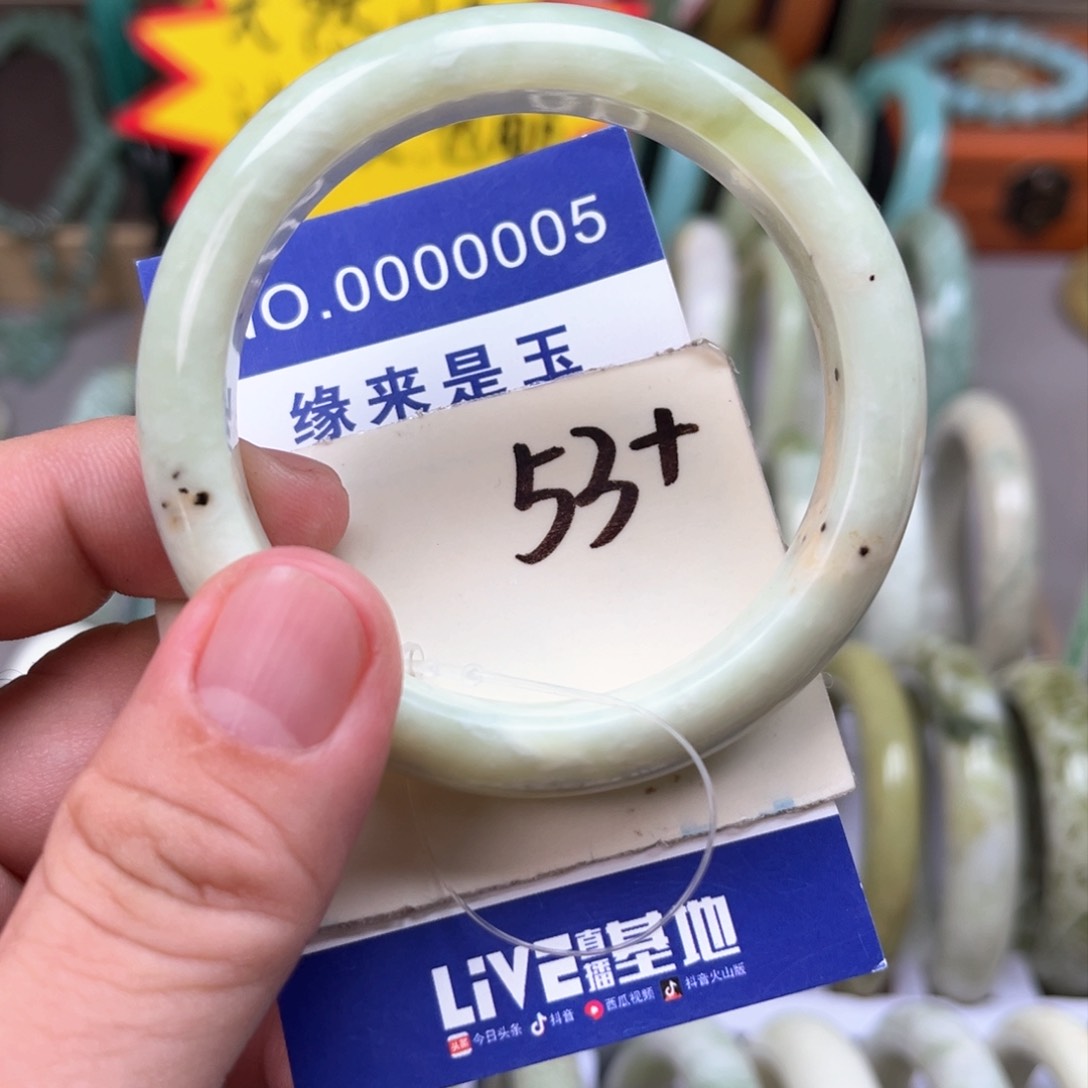 NO.0000005
缘来是玉
53+
LiVE直播基地
今日头条 抖音 西瓜视频 抖音火山版